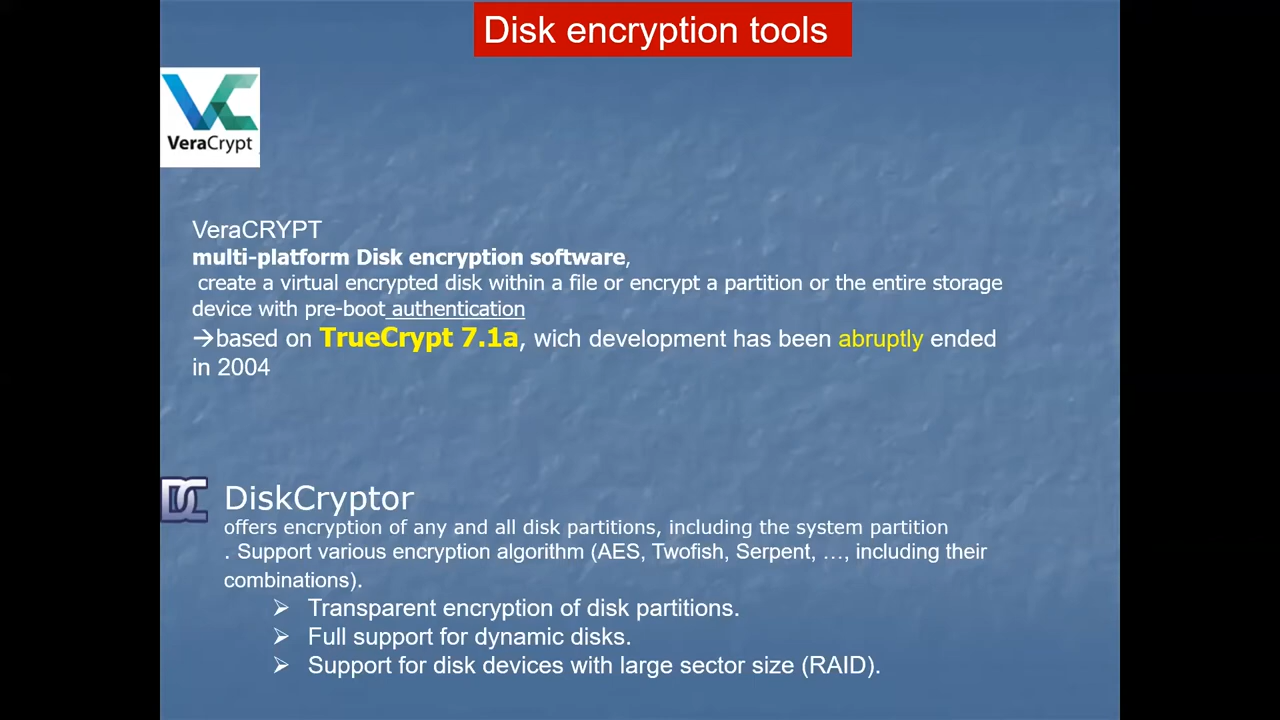 Disk encryption tools
VeraCrypt
VeraCRYPT
multi-platform Disk encryption software,
create a virtual encrypted disk within a file or encrypt a partition or the entire storage
device with pre-boot authentication
→based on TrueCrypt 7.1a, wich development has been abruptly ended
in 2004
DiskCryptor
offers encryption of any and all disk partitions, including the system partition
. Support various encryption algorithm (AES, Twofish, Serpent, …, including their
combinations).
➢ Transparent encryption of disk partitions.
➢ Full support for dynamic disks.
➢ Support for disk devices with large sector size (RAID).